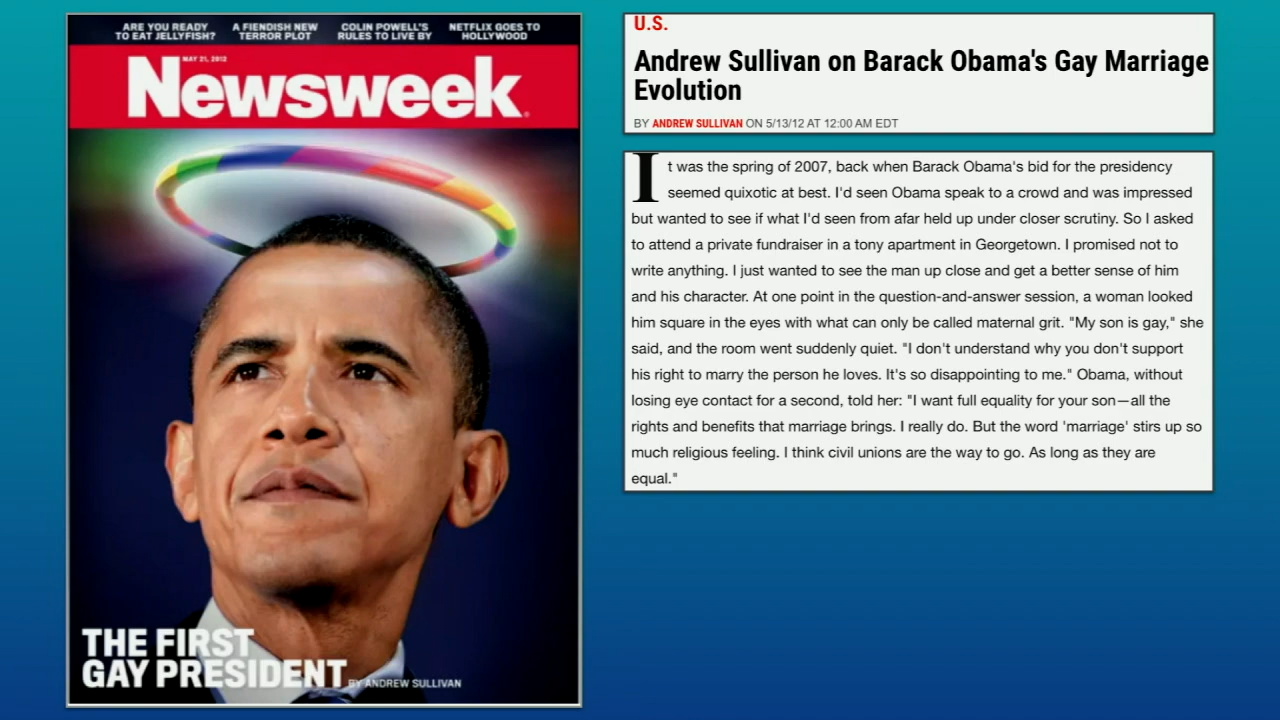 ARE YOU READY
TO EAT JELLYFISH?
A FIENDISH NEW
TERROR PLOT
COLIN POWELL'S
RULES TO LIVE BY
NETFLIX GOES TO
HOLLYWOOD
MAY 21, 2012
Newsweek
THE FIRST
GAY PRESIDENT BY ANDREW SULLIVAN
U.S.
Andrew Sullivan on Barack Obama's Gay Marriage
Evolution
BY ANDREW SULLIVAN ON 5/13/12 AT 12:00 AM EDT
It was the spring of 2007, back when Barack Obama's bid for the presidency
seemed quixotic at best. I'd seen Obama speak to a crowd and was impressed
but wanted to see if what I'd seen from afar held up under closer scrutiny. So I asked
to attend a private fundraiser in a tony apartment in Georgetown. I promised not to
write anything. I just wanted to see the man up close and get a better sense of him
and his character. At one point in the question-and-answer session, a woman looked
him square in the eyes with what can only be called maternal grit. "My son is gay," she
said, and the room went suddenly quiet. "I don't understand why you don't support
his right to marry the person he loves. It's so disappointing to me." Obama, without
losing eye contact for a second, told her: "I want full equality for your son—all the
rights and benefits that marriage brings. I really do. But the word 'marriage' stirs up so
much religious feeling. I think civil unions are the way to go. As long as they are
equal."